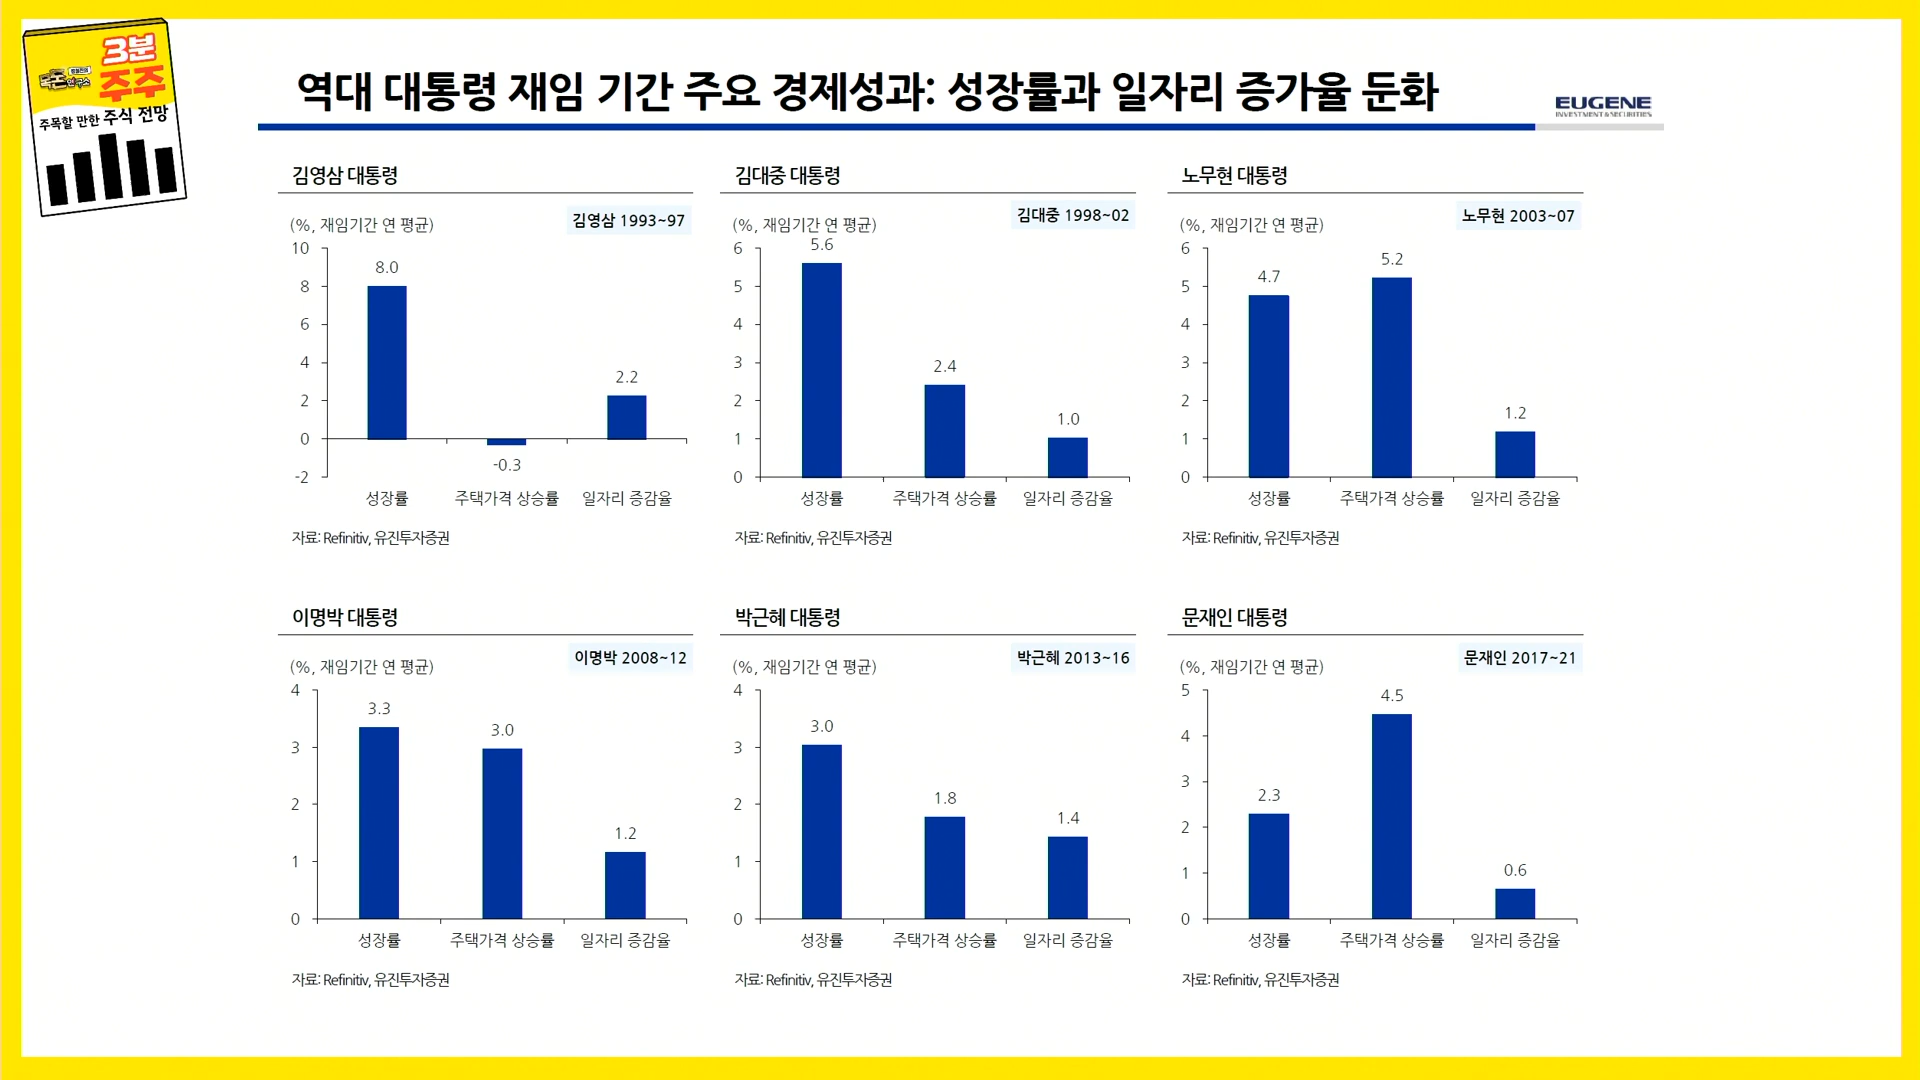 3분
주주
주목할 만한 주식 전망
역대 대통령 재임 기간 주요 경제성과: 성장률과 일자리 증가율 둔화
EUGENE
INVESTMENT&SECURITIES
김영삼 대통령
(%, 재임기간 연 평균)
김영삼 1993~97
10
8
6
4
2
0
-2
8.0
-0.3
2.2
성장률
주택가격 상승률
일자리 증감율
자료: Refinitiv, 유진투자증권
김대중 대통령
(%, 재임기간 연 평균)
김대중 1998~02
6
5
4
3
2
1
0
5.6
2.4
1.0
성장률
주택가격 상승률
일자리 증감율
자료: Refinitiv, 유진투자증권
노무현 대통령
(%, 재임기간 연 평균)
노무현 2003~07
6
5
4
3
2
1
0
4.7
5.2
1.2
성장률
주택가격 상승률
일자리 증감율
자료: Refinitiv, 유진투자증권
이명박 대통령
(%, 재임기간 연 평균)
이명박 2008~12
4
3
2
1
0
3.3
3.0
1.2
성장률
주택가격 상승률
일자리 증감율
자료: Refinitiv, 유진투자증권
박근혜 대통령
(%, 재임기간 연 평균)
박근혜 2013~16
4
3
2
1
0
3.0
1.8
1.4
성장률
주택가격 상승률
일자리 증감율
자료: Refinitiv, 유진투자증권
문재인 대통령
(%, 재임기간 연 평균)
문재인 2017~21
5
4
3
2
1
0
2.3
4.5
0.6
성장률
주택가격 상승률
일자리 증감율
자료: Refinitiv, 유진투자증권